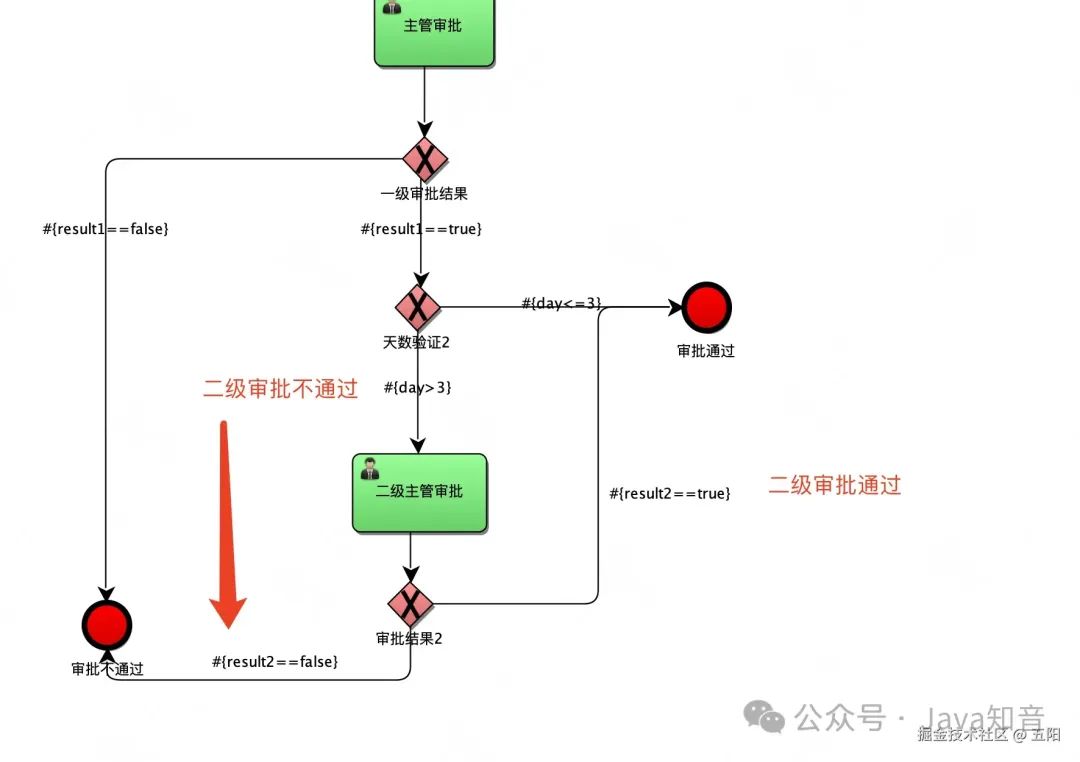 主管审批
一级审批结果
#{result1==false}
#{result1==true}
#{day<=3}
天数验证2
审批通过
#{day>3}
二级审批不通过
二级主管审批
#{result2==true}
二级审批通过
审批结果2
#{result2==false}
审批不通过
公众号 · Java知音
掘金技术社区 @ 五阳